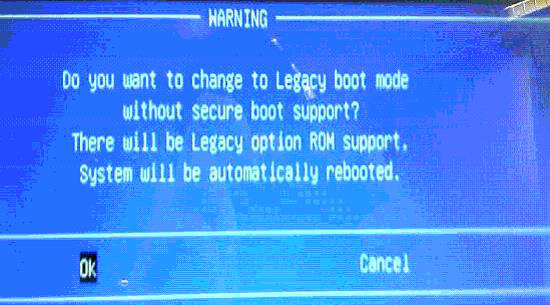 WARNING
Do you want to change to Legacy boot mode
without secure boot support?
There will be Legacy option ROM support.
System will be automatically rebooted.
Ok Cancel